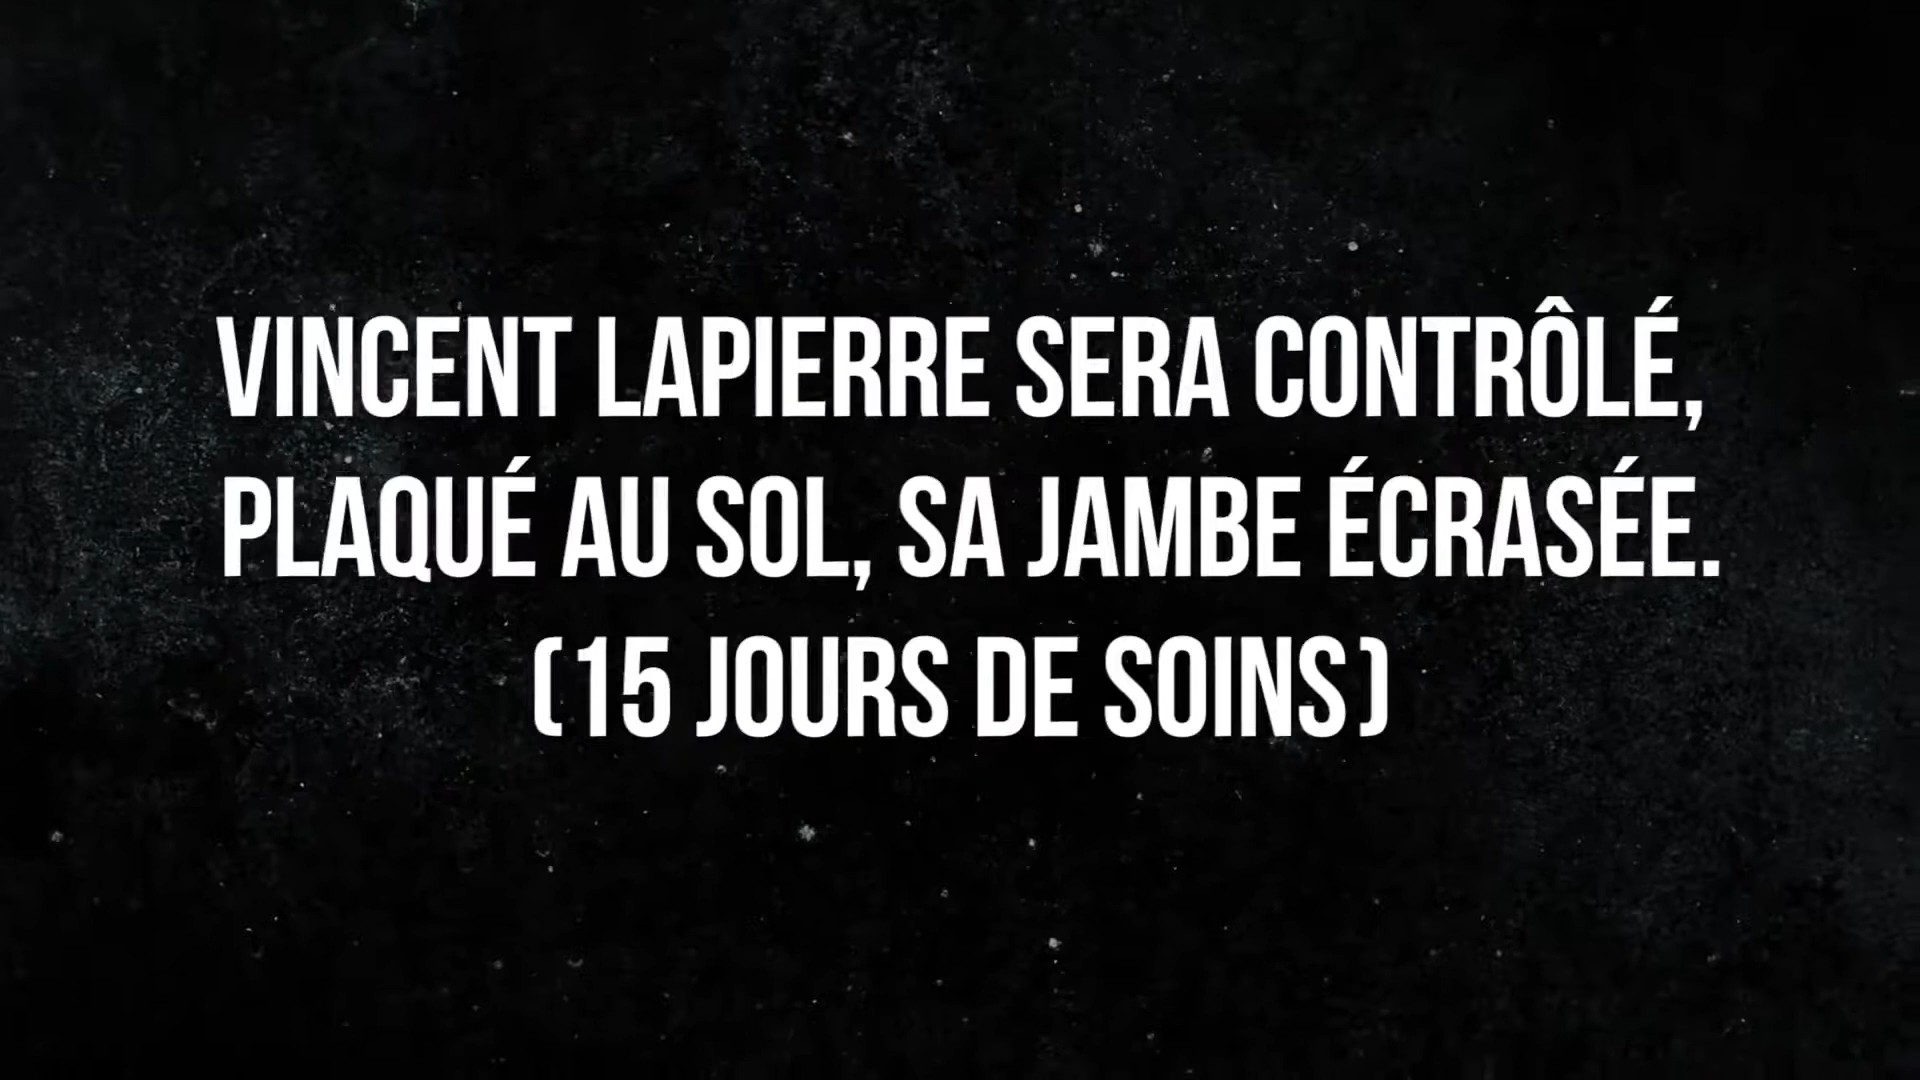 VINCENT LAPIERRE SERA CONTRÔLÉ,
PLAQUÉ AU SOL, SA JAMBE ÉCRASÉE.
(15 JOURS DE SOINS)